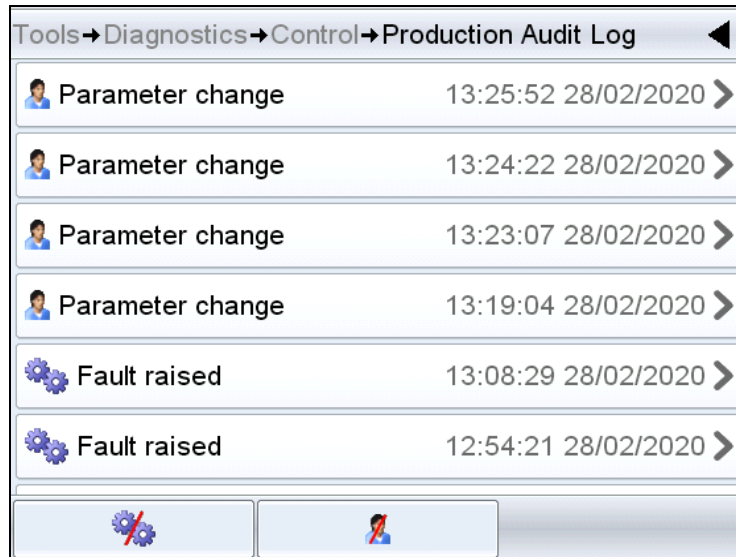 Tools→Diagnostics→Control→Production Audit Log
Parameter change 13:25:52 28/02/2020
Parameter change 13:24:22 28/02/2020
Parameter change 13:23:07 28/02/2020
Parameter change 13:19:04 28/02/2020
Fault raised 13:08:29 28/02/2020
Fault raised 12:54:21 28/02/2020